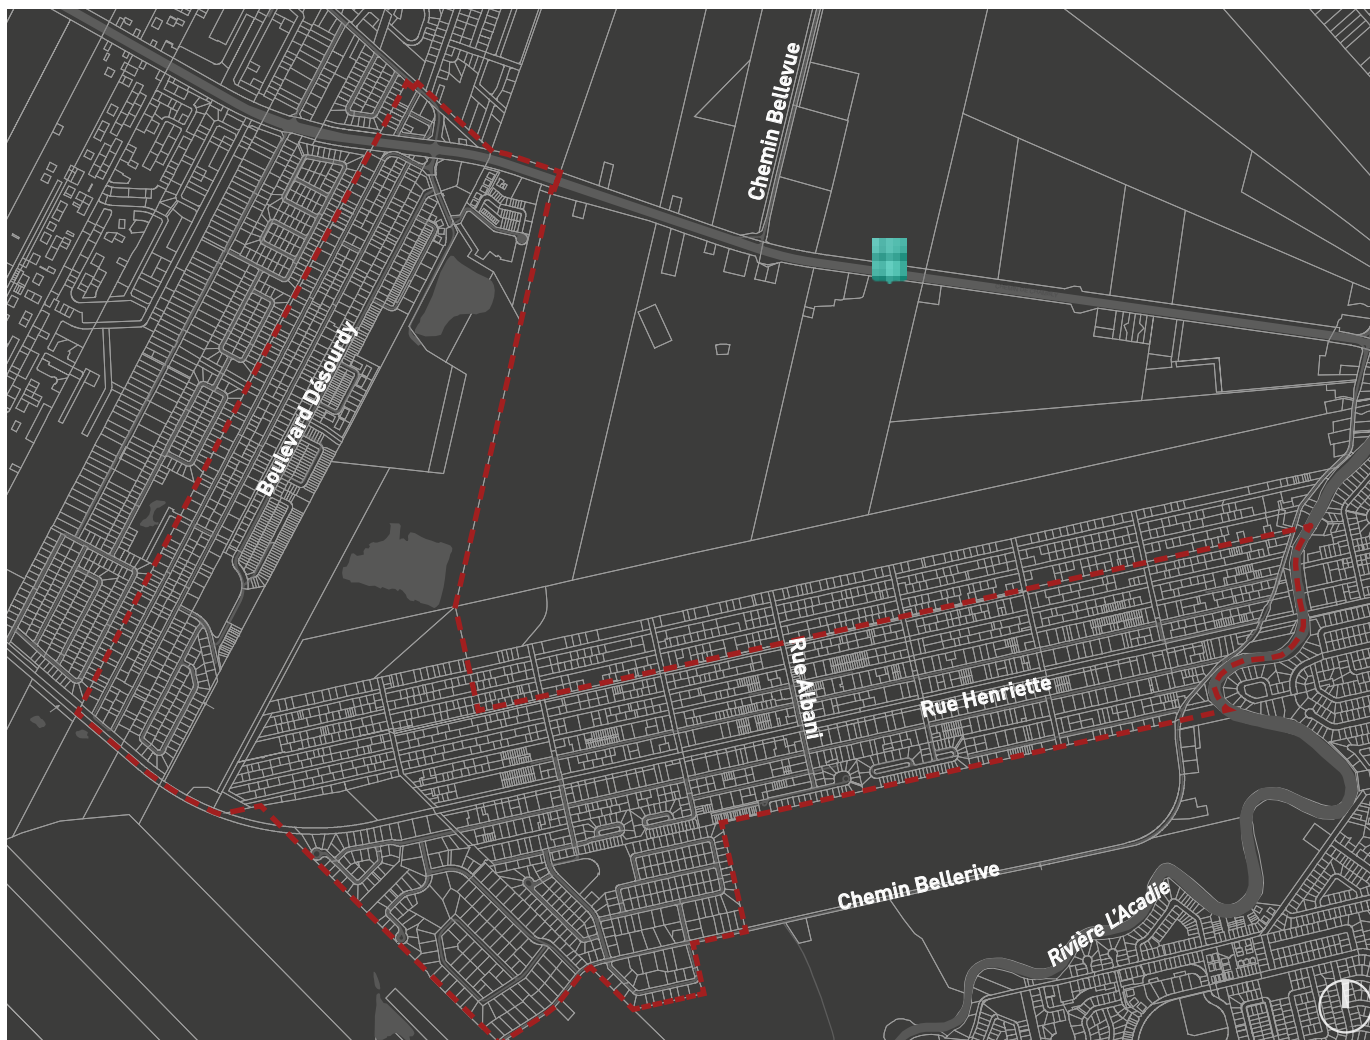 Chemin Bellevue
Boulevard Désourdy
Rue Albani
Rue Henriette
Chemin Bellerive
Rivière L'Acadie